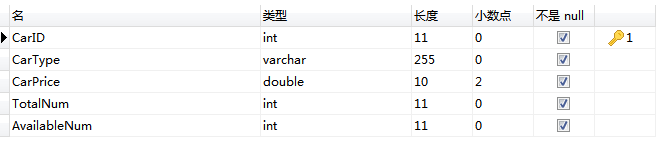 名 类型 长度 小数点 不是 null
CarID int 11 0 1
CarType varchar 255 0
CarPrice double 10 2
TotalNum int 11 0
AvailableNum int 11 0